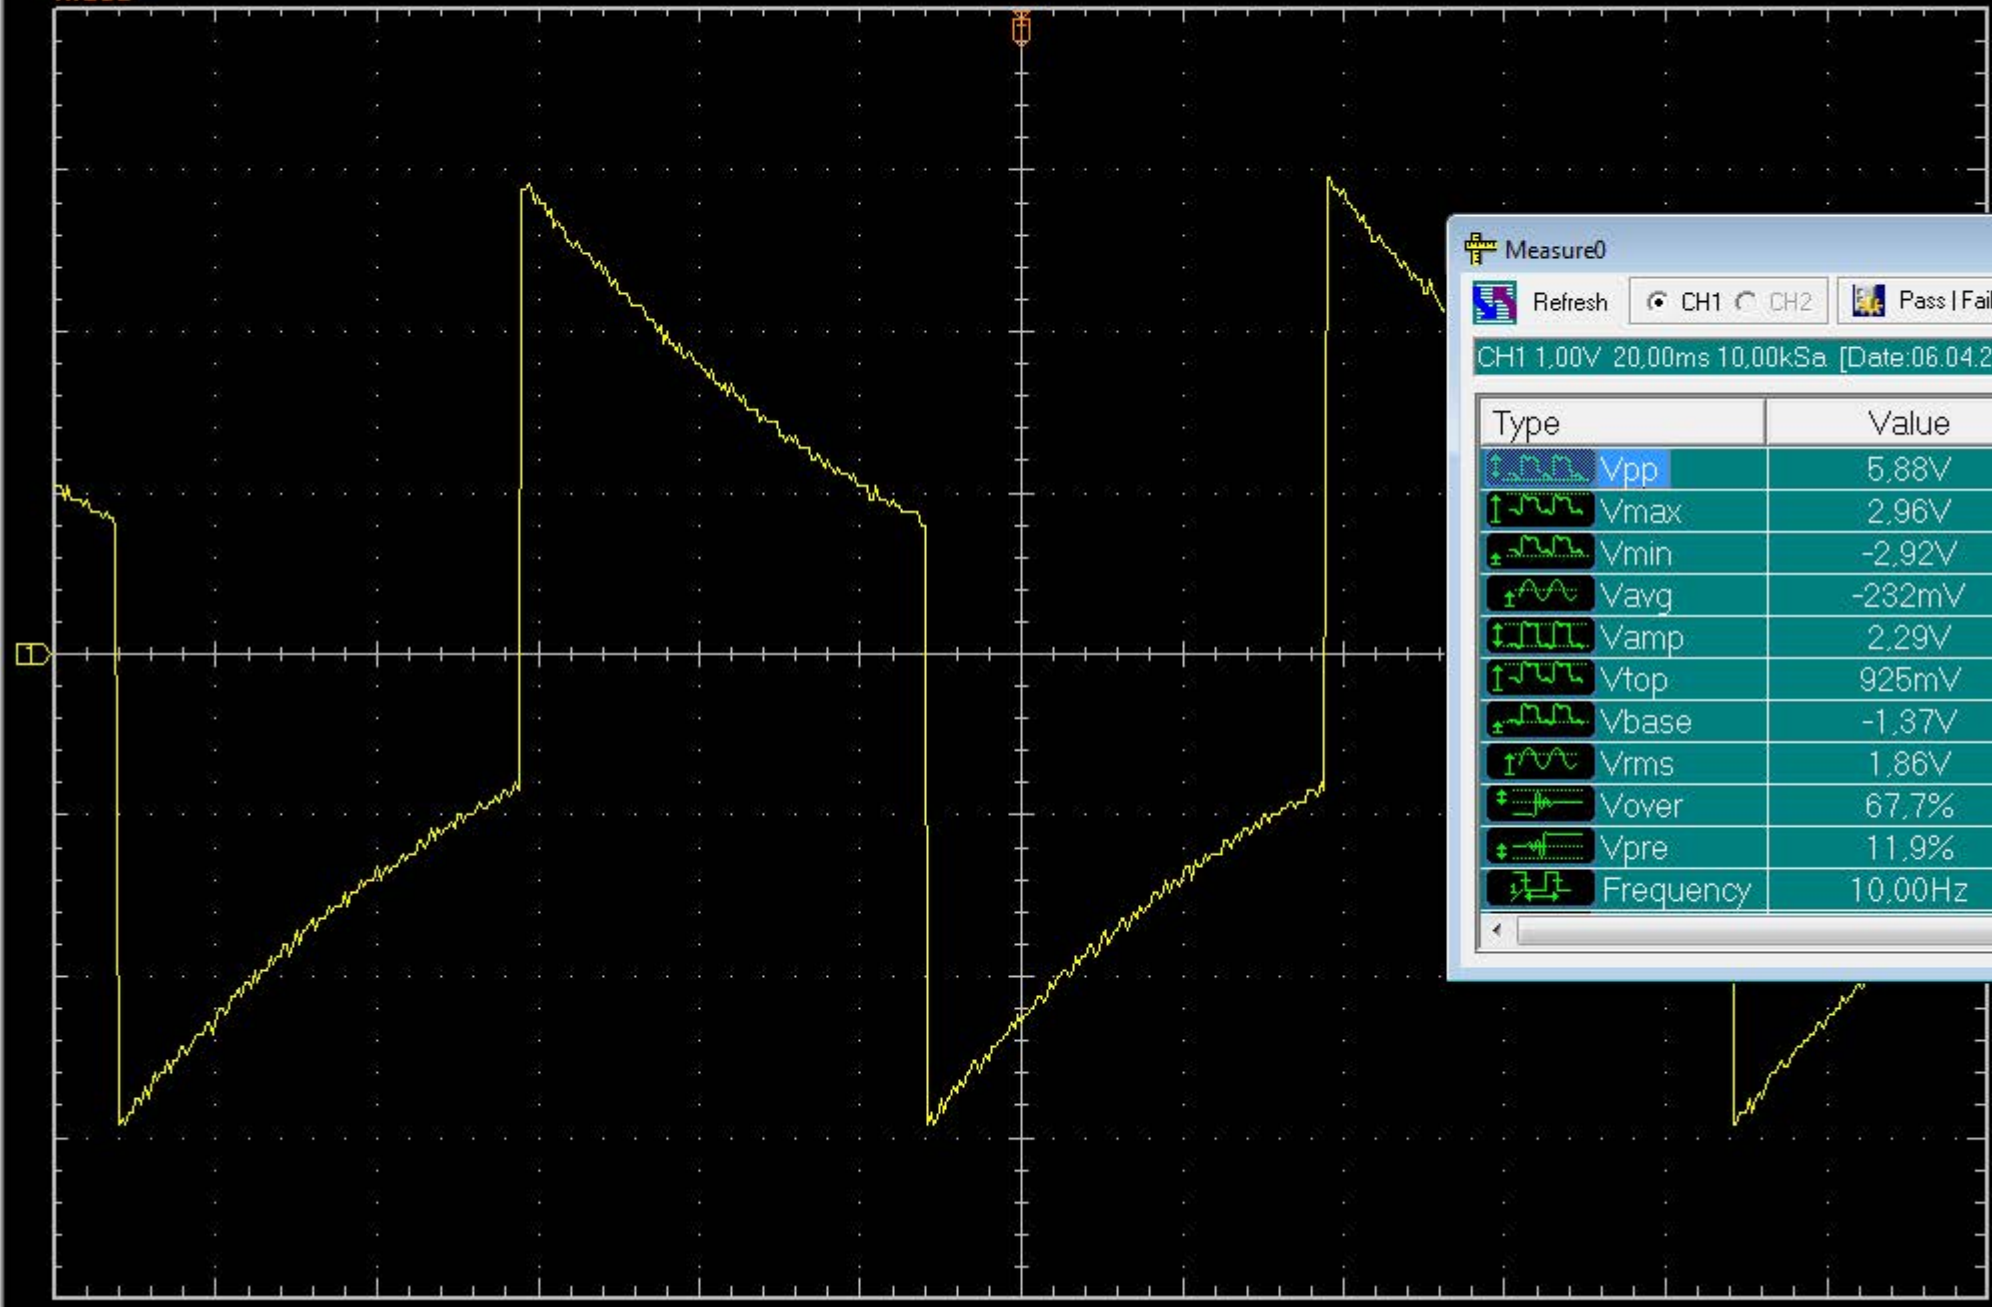 1
Measure0
Refresh CH1 CH2 Pass | Fail
CH1 1,00V 20,00ms 10,00kSa [Date:06.04.2
Type Value
Vpp 5,88V
Vmax 2,96V
Vmin -2,92V
Vavg -232mV
Vamp 2,29V
Vtop 925mV
Vbase -1,37V
Vrms 1,86V
Vover 67,7%
Vpre 11,9%
Frequency 10,00Hz